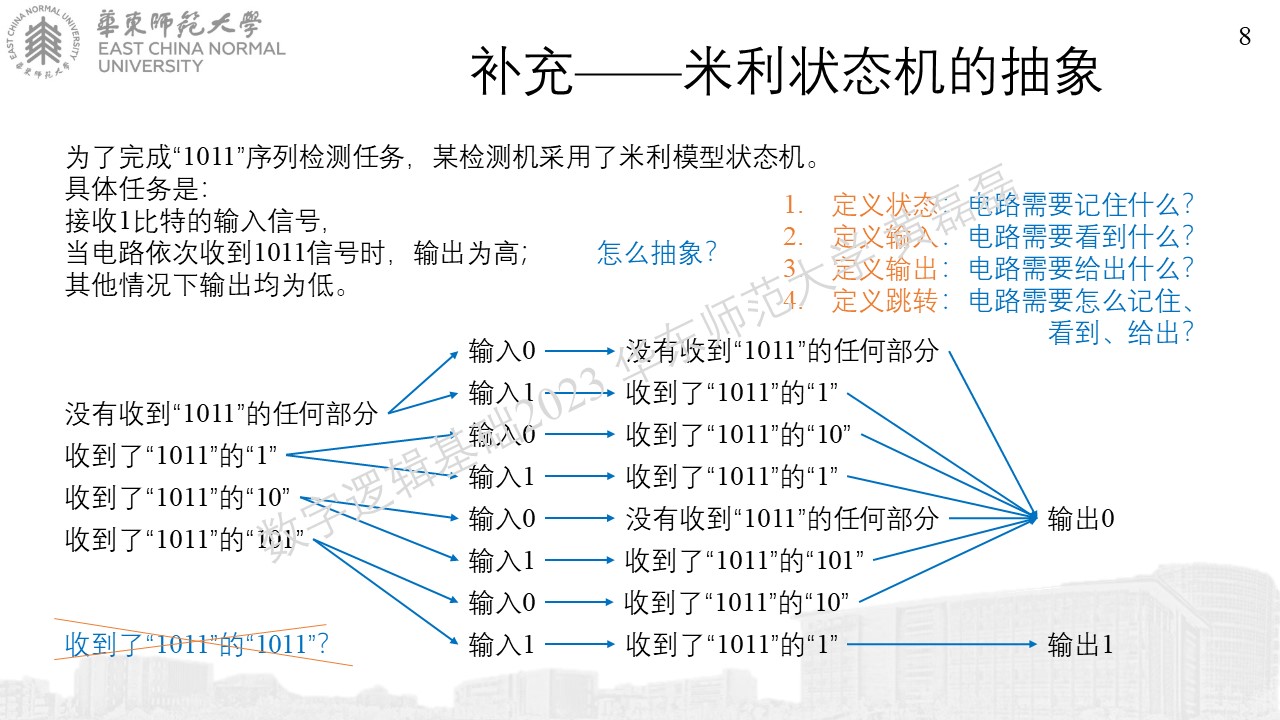 華東師範大學
EAST CHINA NORMAL
UNIVERSITY
EAST CHINA NORMAL UNIVERSITY
華東师范大学
8
补充——米利状态机的抽象
为了完成“1011”序列检测任务，某检测机采用了米利模型状态机。
具体任务是：
接收1比特的输入信号，
当电路依次收到1011信号时，输出为高；
其他情况下输出均为低。
怎么抽象？
1. 定义状态：电路需要记住什么？
2. 定义输入：电路需要看到什么？
3 定义输出：电路需要给出什么？
4. 定义跳转：电路需要怎么记住、
看到、给出？
没有收到“1011”的任何部分
收到了“1011”的“1”
收到了“1011”的“10”
收到了“1011”的“101”
收到了“1011”的“1011”？
输入0 没有收到“1011”的任何部分
输入1 收到了“1011”的“1”
输入0 收到了“1011”的“10”
输入1 收到了“1011”的“1”
输入0 没有收到“1011”的任何部分
输入1 收到了“1011”的“101”
输入0 收到了“1011”的“10”
输入1 收到了“1011”的“1”
输出0
输出1
数字逻辑基础2023 华东师范大学 黄磊磊